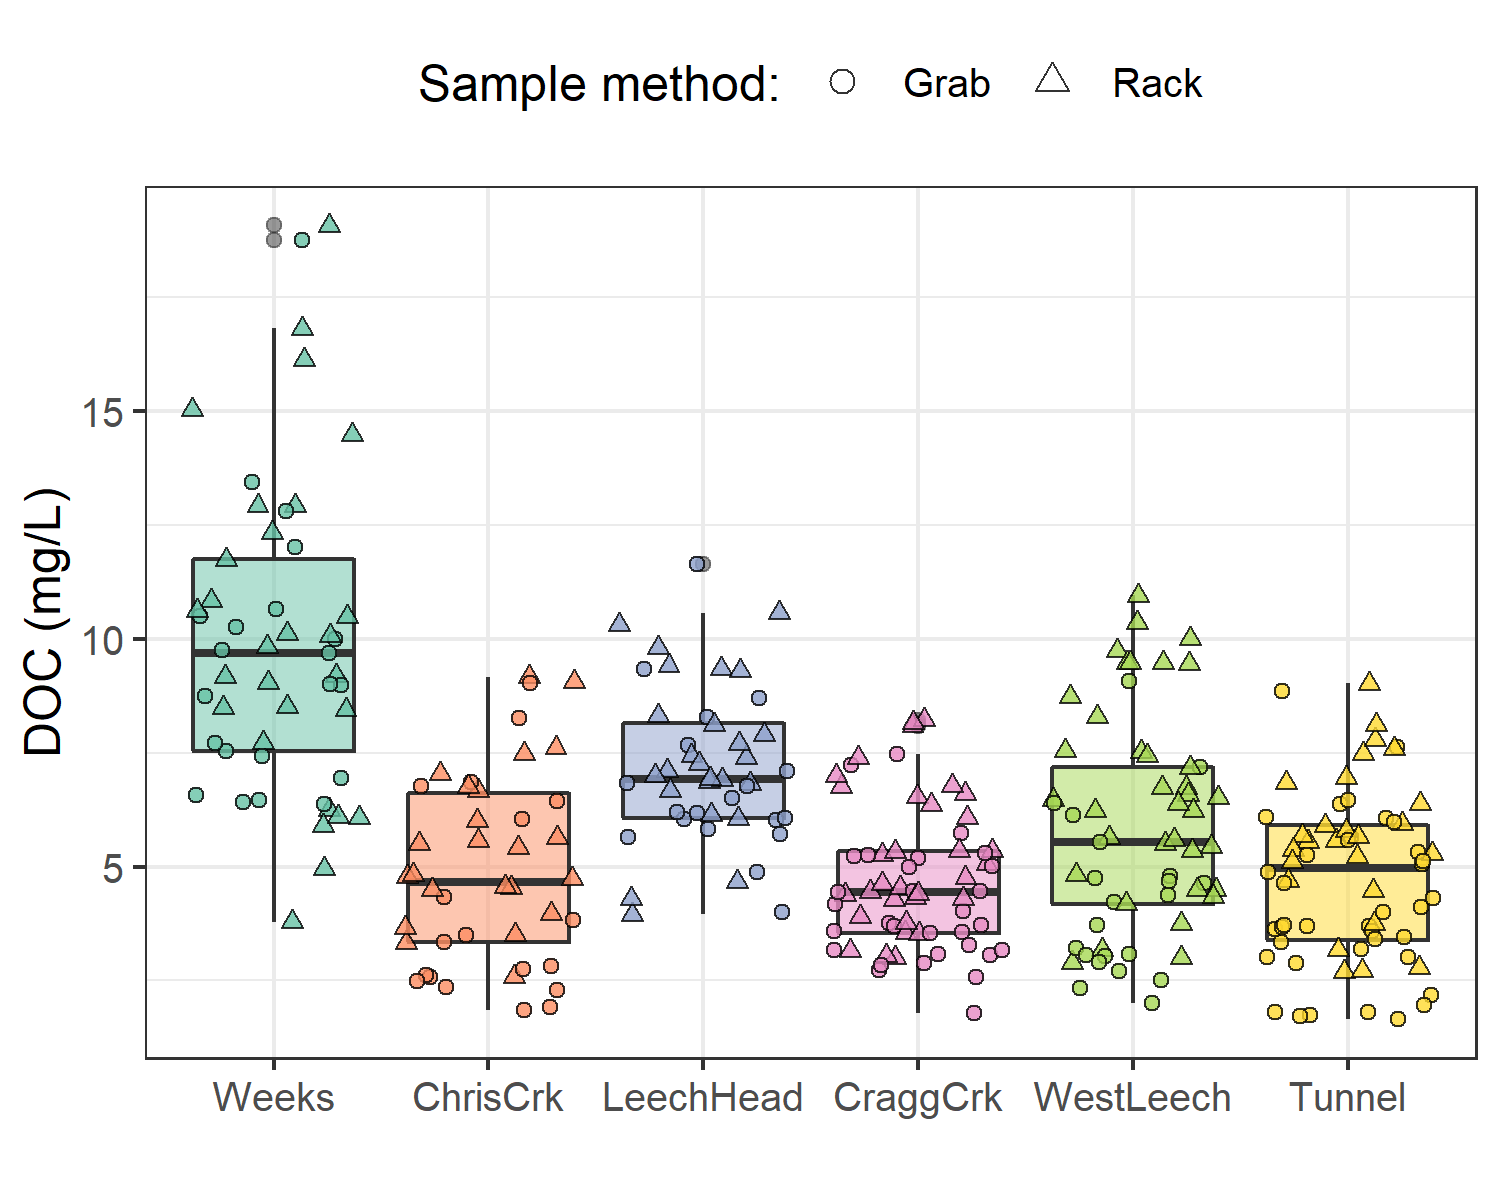 Sample method: Grab Rack
DOC (mg/L)
15
10
5
Weeks ChrisCrk LeechHead CraggCrk WestLeech Tunnel